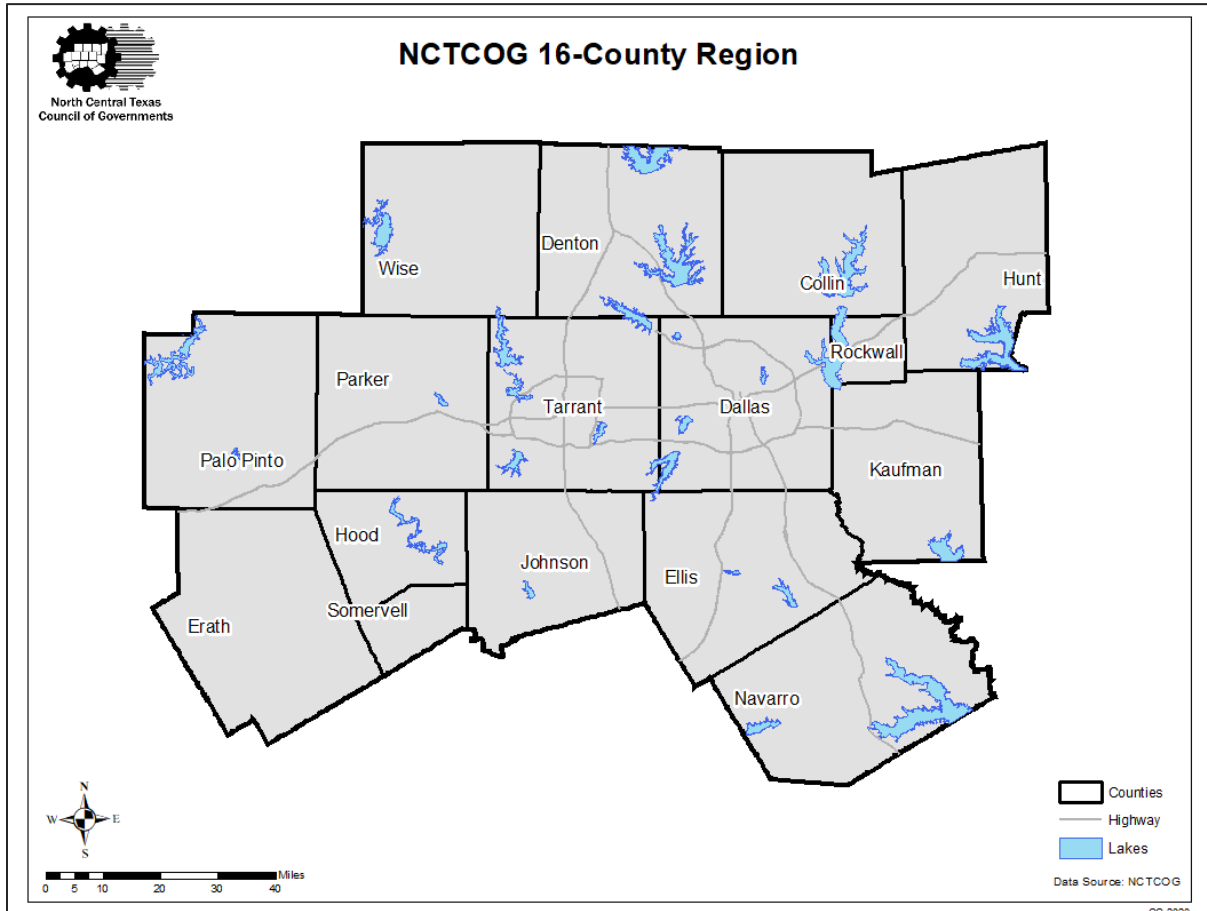 NCTCOG 16-County Region
North Central Texas
Council of Governments
Denton
Wise
Collin
Hunt
Rockwall
Parker
Tarrant
Dallas
Palo Pinto
Kaufman
Hood
Johnson
Ellis
Somervell
Erath
Navarro
N
W E
S
Counties
Highway
Lakes
Miles
0 5 10 20 30 40
Data Source: NCTCOG